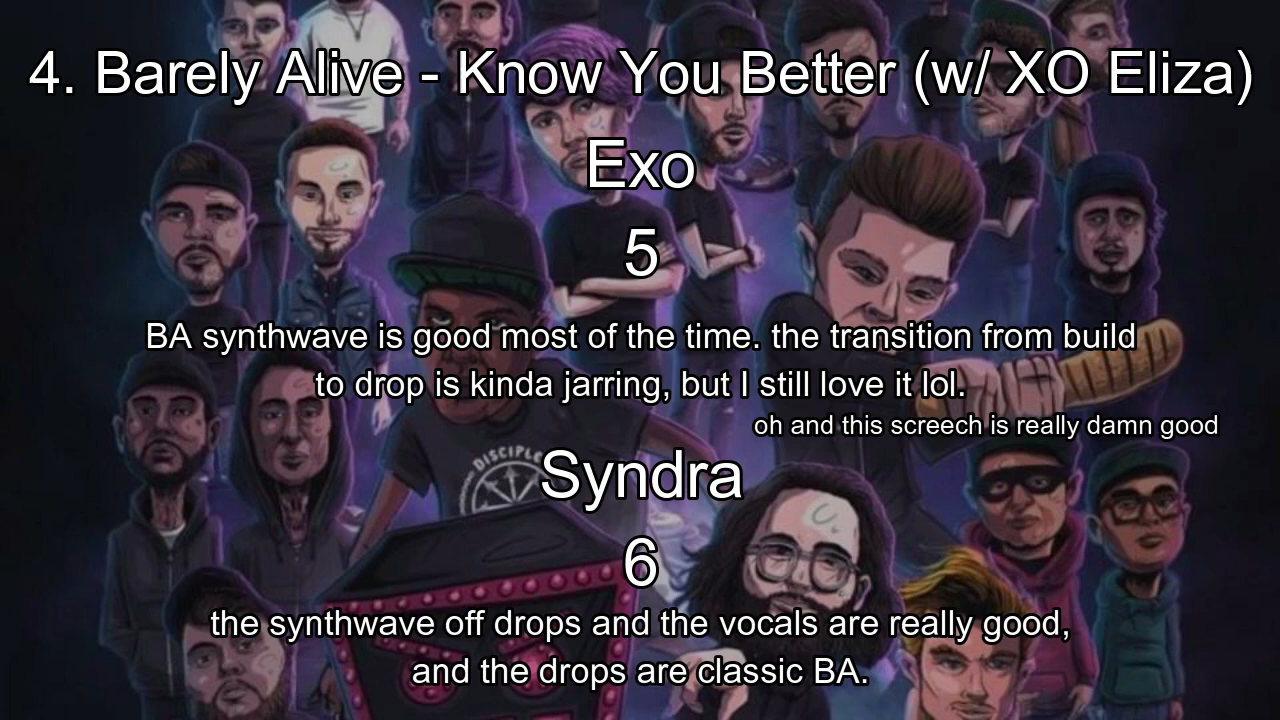 4. Barely Alive - Know You Better (w/ XO Eliza)
Exo
5
BA synthwave is good most of the time. the transition from build
to drop is kinda jarring, but I still love it lol.
oh and this screech is really damn good
DISCIPLE
Syndra
6
the synthwave off drops and the vocals are really good,
and the drops are classic BA.